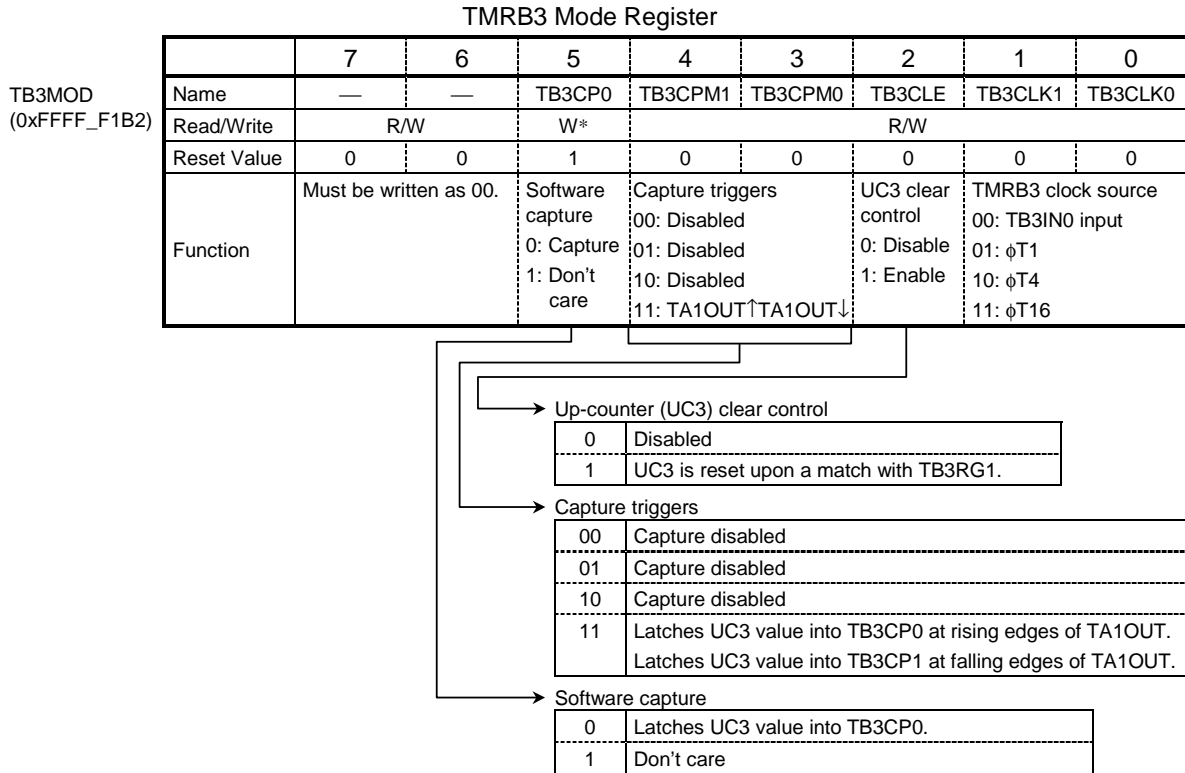 TMRB3 Mode Register
7 6 5 4 3 2 1 0
TB3MOD
(0xFFFF_F1B2)
Name — — TB3CP0 TB3CPM1 TB3CPM0 TB3CLE TB3CLK1 TB3CLK0
Read/Write R/W W* R/W
Reset Value 0 0 1 0 0 0 0 0
Function
Must be written as 00.
Software
capture
0: Capture
1: Don't
care
Capture triggers
00: Disabled
01: Disabled
10: Disabled
11: TA1OUT↑TA1OUT↓
UC3 clear
control
0: Disable
1: Enable
TMRB3 clock source
00: TB3IN0 input
01: ϕT1
10: ϕT4
11: ϕT16
Up-counter (UC3) clear control
0 Disabled
1 UC3 is reset upon a match with TB3RG1.
Capture triggers
00 Capture disabled
01 Capture disabled
10 Capture disabled
11 Latches UC3 value into TB3CP0 at rising edges of TA1OUT.
Latches UC3 value into TB3CP1 at falling edges of TA1OUT.
Software capture
0 Latches UC3 value into TB3CP0.
1 Don't care